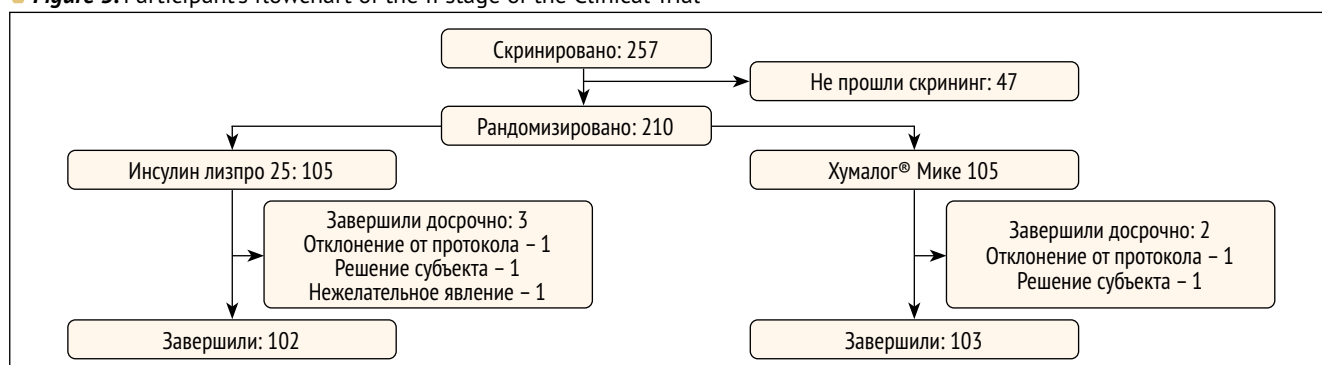 Figure 3. Participant's flowchart of the II stage of the Clinical Trial
Скринировано: 257
Не прошли скрининг: 47
Рандомизировано: 210
Инсулин лизпро 25: 105
Хумалог® Мике 105
Завершили досрочно: 3
Отклонение от протокола – 1
Решение субъекта – 1
Нежелательное явление – 1
Завершили досрочно: 2
Отклонение от протокола – 1
Решение субъекта – 1
Завершили: 102
Завершили: 103